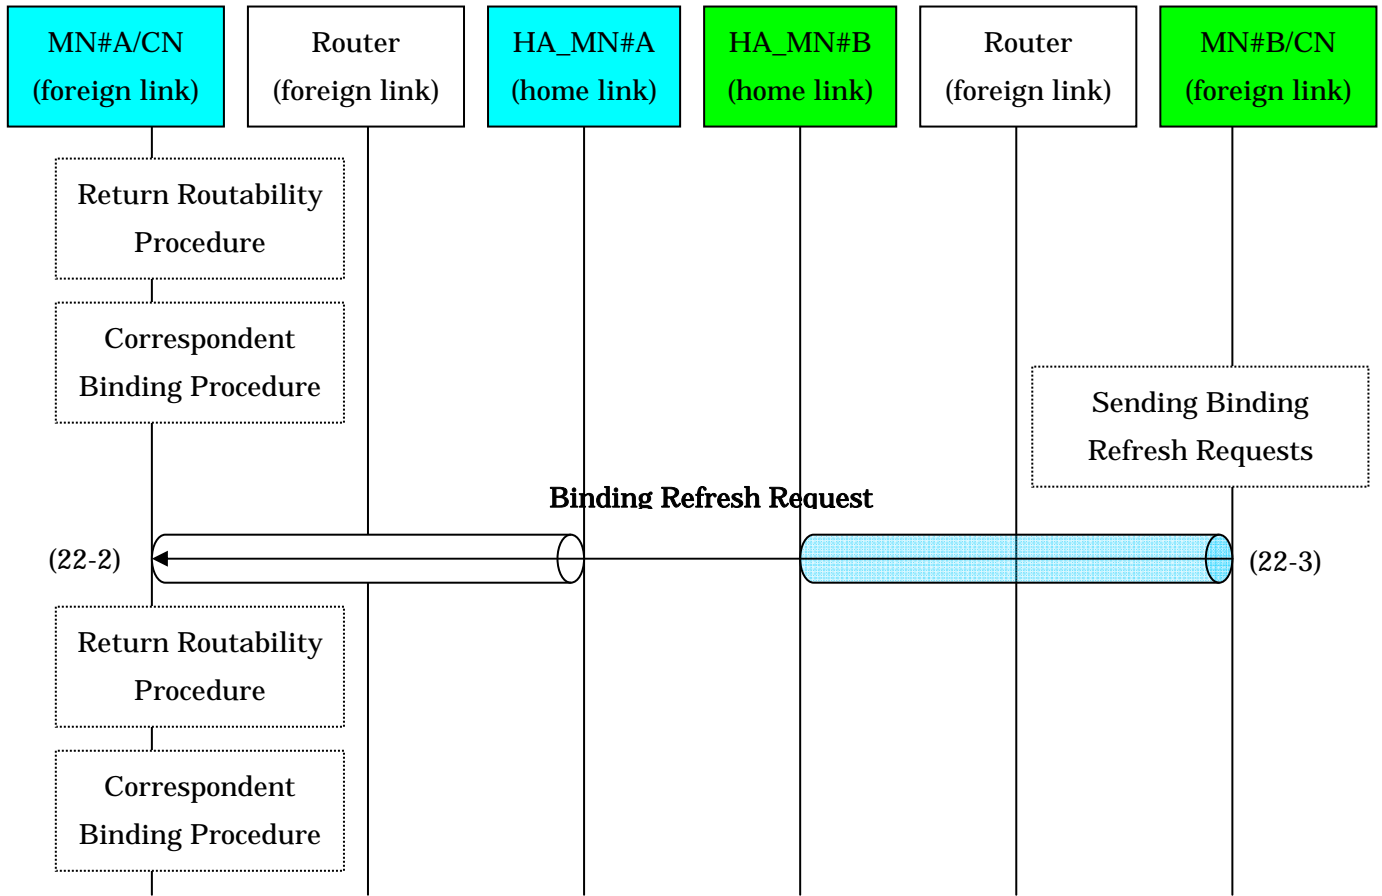 MN#A/CN
(foreign link)
Router
(foreign link)
HA_MN#A
(home link)
HA_MN#B
(home link)
Router
(foreign link)
MN#B/CN
(foreign link)
Return Routability
Procedure
Correspondent
Binding Procedure
Sending Binding
Refresh Requests
Binding Refresh Request
(22-2)
(22-3)
Return Routability
Procedure
Correspondent
Binding Procedure